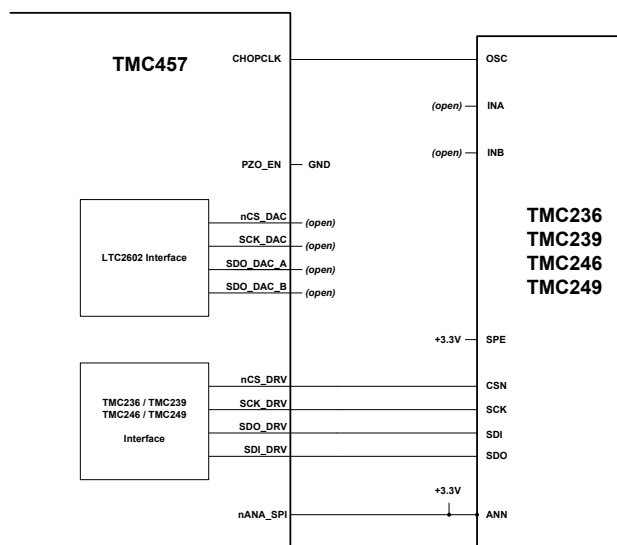 TMC457
CHOPCLK
OSC
(open)
INA
(open)
INB
PZO_EN
GND
nCS_DAC
(open)
SCK_DAC
(open)
SDO_DAC_A
(open)
SDO_DAC_B
(open)
LTC2602 Interface
TMC236
TMC239
TMC246
TMC249
+3.3V
SPE
TMC236 / TMC239
TMC246 / TMC249
Interface
nCS_DRV
CSN
SCK_DRV
SCK
SDO_DRV
SDI
SDI_DRV
SDO
+3.3V
nANA_SPI
ANN